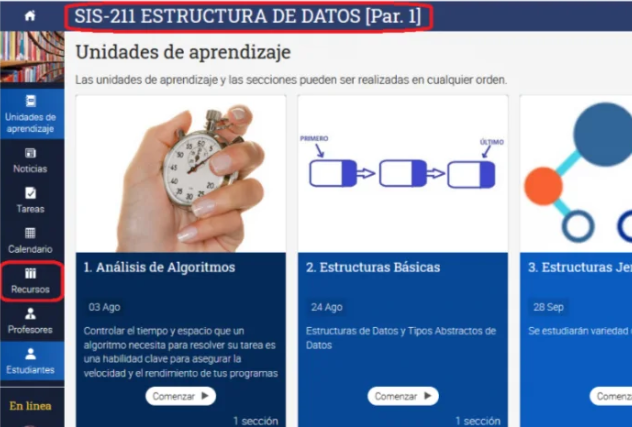 SIS-211 ESTRUCTURA DE DATOS [Par. 1]
Unidades de aprendizaje
Las unidades de aprendizaje y las secciones pueden ser realizadas en cualquier orden.
Unidades de
aprendizaje
Noticias
Tareas
Calendario
Recursos
Profesores
Estudiantes
En línea
1. Análisis de Algoritmos
03 Ago
Controlar el tiempo y espacio que un
algoritmo necesita para resolver su tarea es
una habilidad clave para asegurar la
velocidad y el rendimiento de tus programas
Comenzar
1 sección
PRIMERO
ÚLTIMO
2. Estructuras Básicas
24 Ago
Estructuras de Datos y Tipos Abstractos de
Datos
Comenzar
1 sección
3. Estructuras Je
28 Sep
Se estudiarán variedad
Comenz